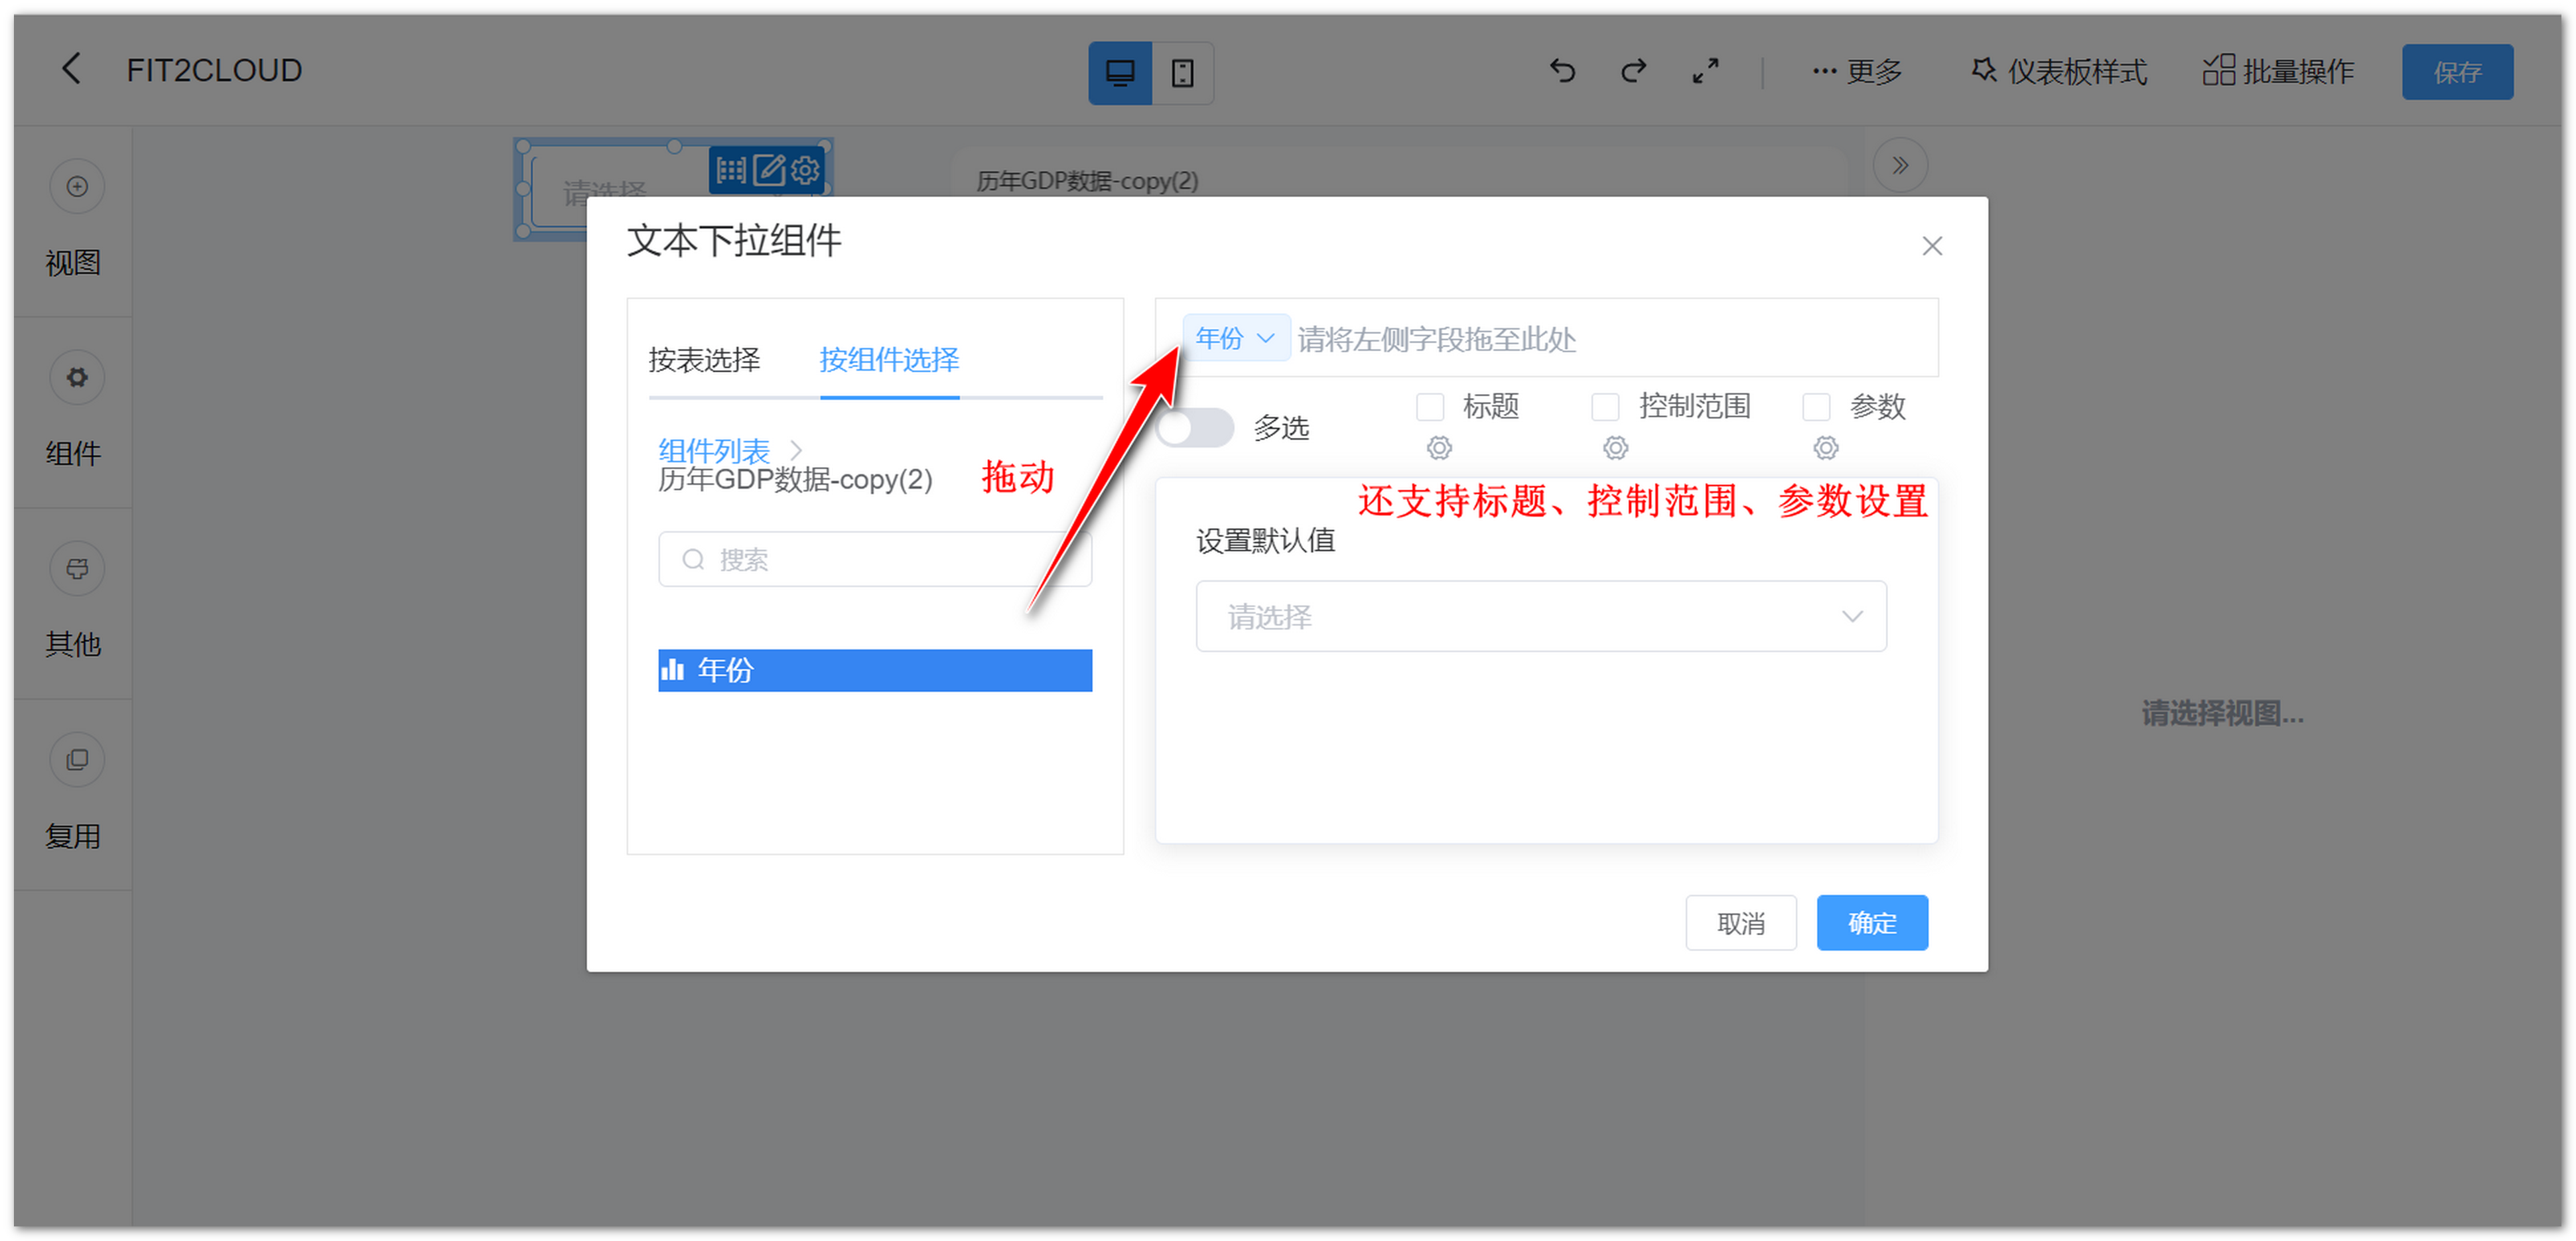 FIT2CLOUD
更多
仪表板样式
批量操作
保存
视图
组件
其他
复用
请选择
历年GDP数据-copy(2)
文本下拉组件
按表选择
按组件选择
组件列表
历年GDP数据-copy(2)
拖动
搜索
年份
年份
请将左侧字段拖至此处
多选
标题
控制范围
参数
还支持标题、控制范围、参数设置
设置默认值
请选择
取消
确定
请选择视图...